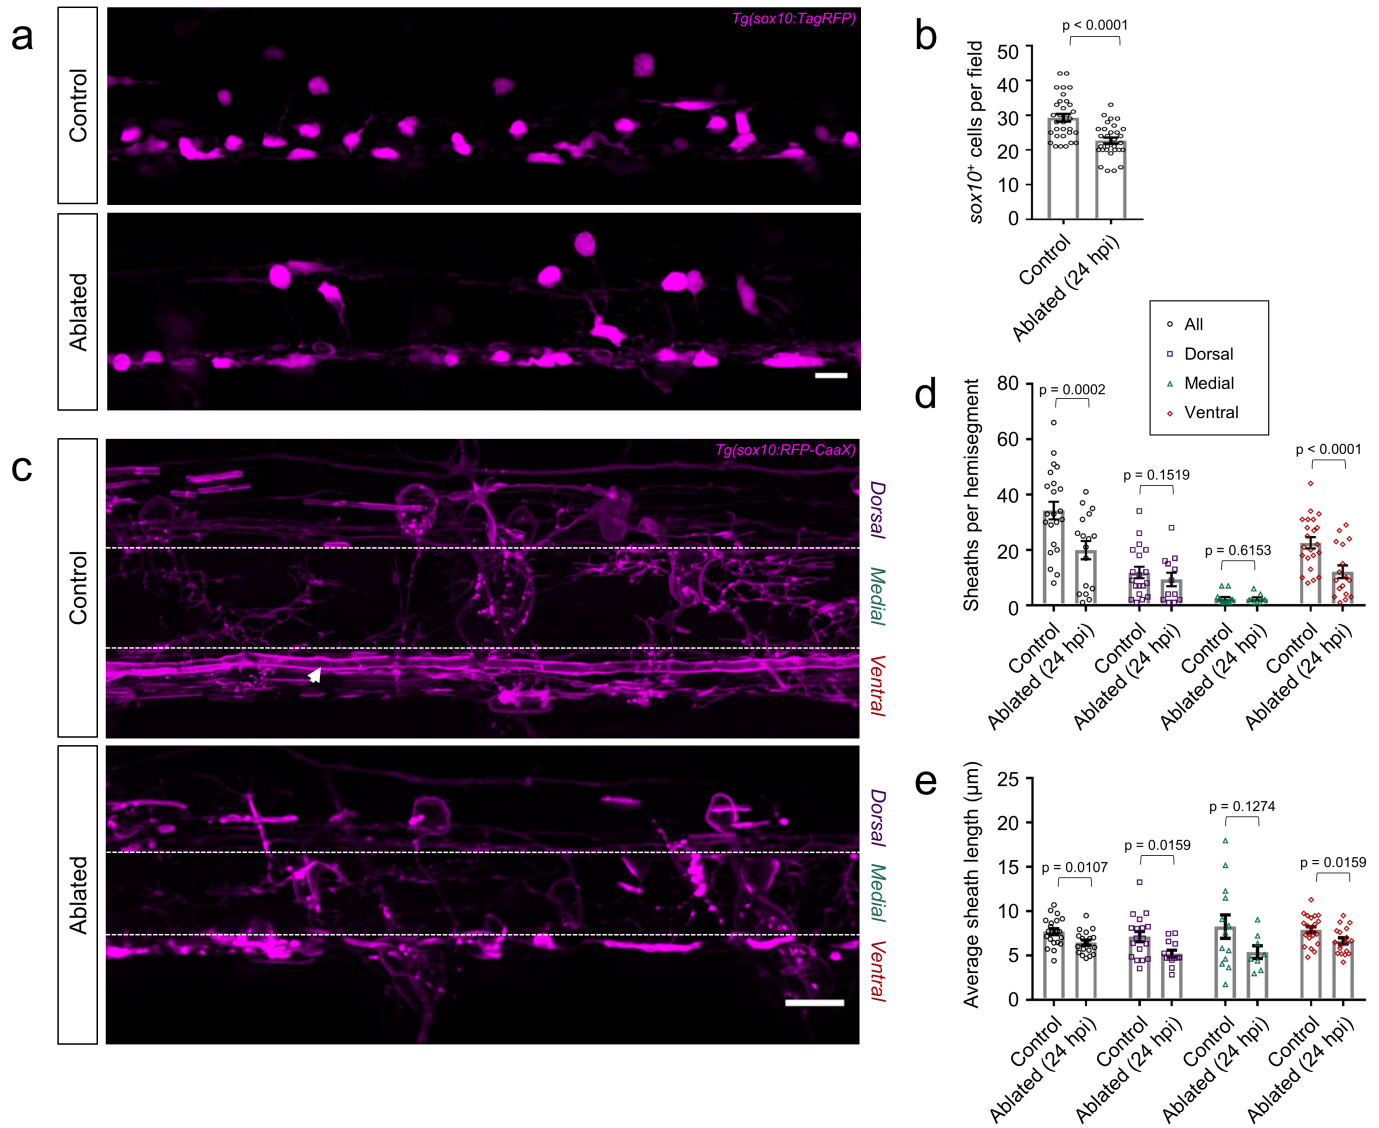 a
Control
Tg(sox10:TagRFP)
Ablated
b
sox10+ cells per field
50
40
30
20
10
0
p < 0.0001
Control
Ablated (24 hpi)
All
Dorsal
Medial
Ventral
c
Control
Tg(sox10:RFP-CaaX)
Dorsal
Medial
Ventral
Ablated
Dorsal
Medial
Ventral
d
Sheaths per hemisegment
80
60
40
20
0
p = 0.0002
p = 0.1519
p = 0.6153
p < 0.0001
Control
Ablated (24 hpi)
Control
Ablated (24 hpi)
Control
Ablated (24 hpi)
Control
Ablated (24 hpi)
e
Average sheath length (µm)
25
20
15
10
5
0
p = 0.0107
p = 0.0159
p = 0.1274
p = 0.0159
Control
Ablated (24 hpi)
Control
Ablated (24 hpi)
Control
Ablated (24 hpi)
Control
Ablated (24 hpi)